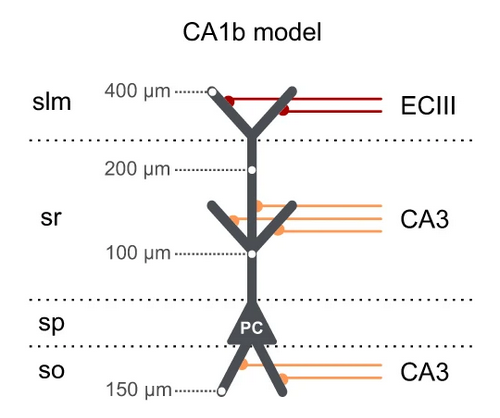 CA1b model
slm
400 µm
ECIII
200 µm
sr
CA3
100 µm
sp
PC
so
CA3
150 µm